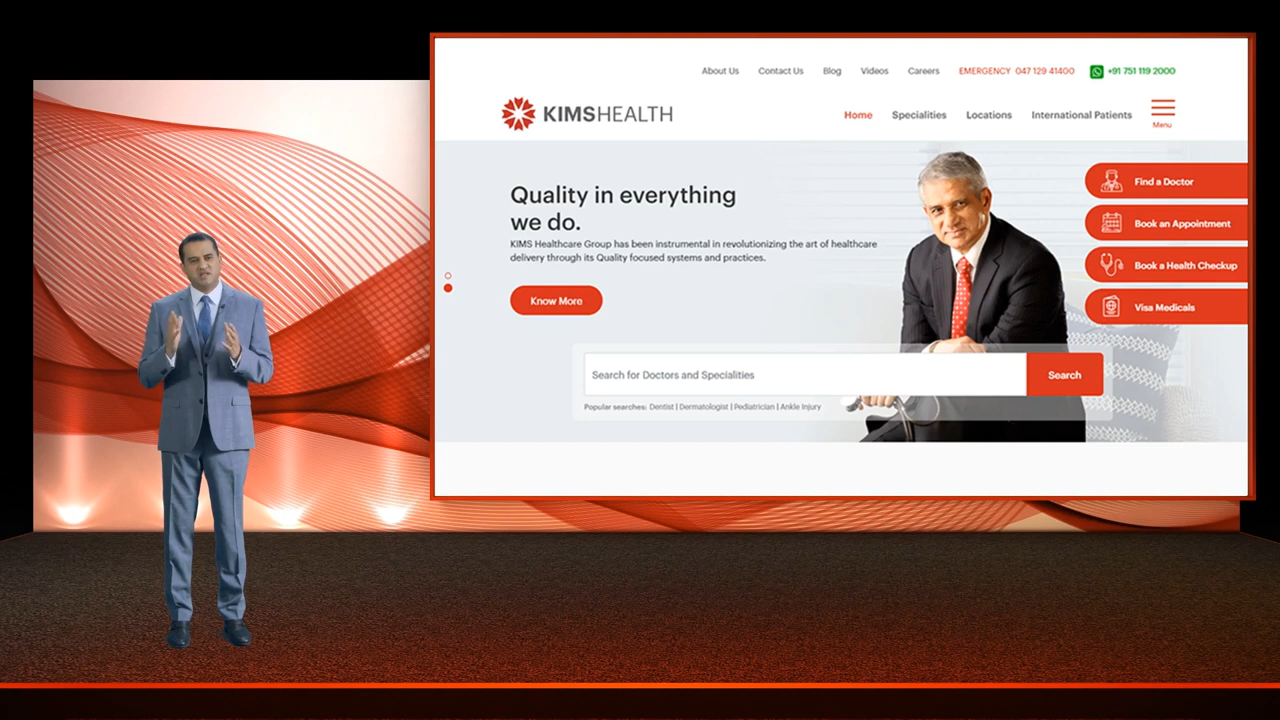 About Us Contact Us Blog Videos Careers EMERGENCY 047 129 41400 +91 751 119 2000
KIMSHEALTH Home Specialities Locations International Patients
Menu
Quality in everything
we do.
KIMS Healthcare Group has been instrumental in revolutionizing the art of healthcare
delivery through its Quality focused systems and practices.
Know More
Find a Doctor
Book an Appointment
Book a Health Checkup
Visa Medicals
Search for Doctors and Specialities Search
Popular searches: Dentist | Dermatologist | Pediatrician | Ankle Injury